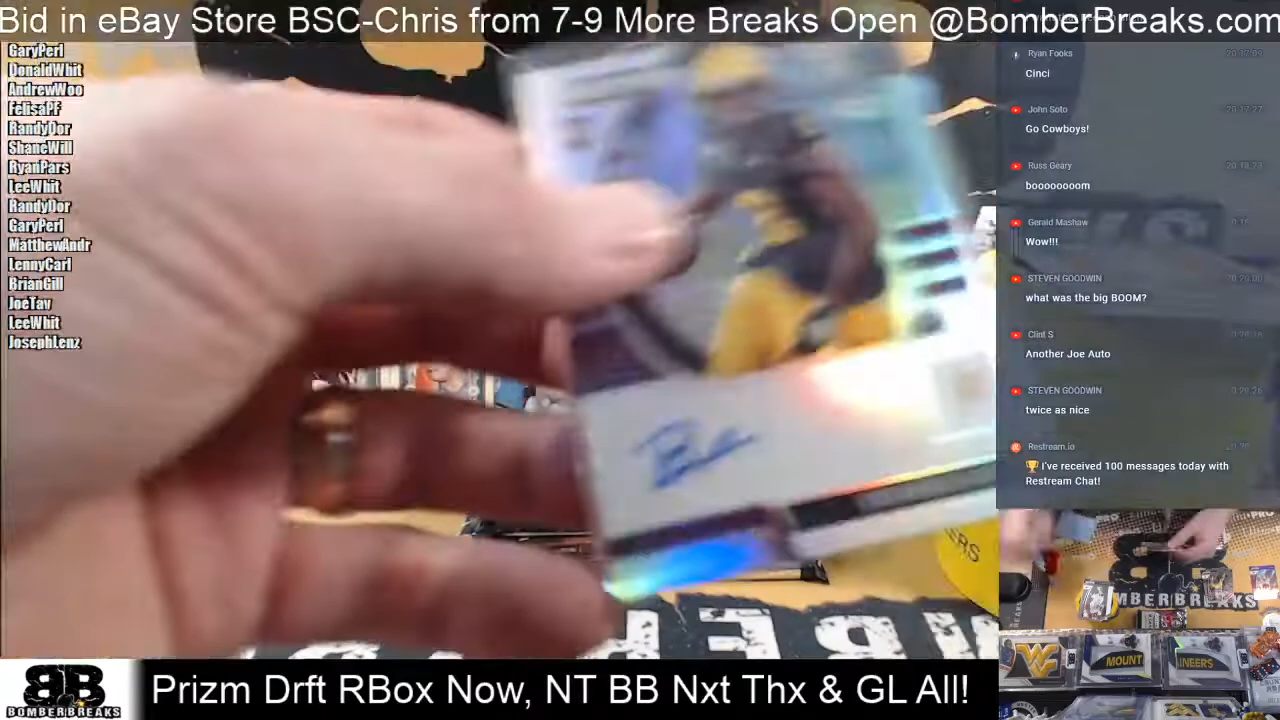 Bid in eBay Store BSC-Chris from 7-9 More Breaks Open @BomberBreaks.com
GaryPerl
DonaldWhit
AndrewWoo
FelisaPF
RandyDor
ShaneWill
RyanPars
LeeWhit
RandyDor
GaryPerl
MatthewAndr
LennyCarl
BrianGill
JoeTav
LeeWhit
JosephLenz
Ryan Fooks
Cinci
John Soto
Go Cowboys!
Russ Geary
booooooom
Gerald Mashaw
Wow!!!
STEVEN GOODWIN
what was the big BOOM?
Clint S
Another Joe Auto
STEVEN GOODWIN
twice as nice
Restream.io
🏆 I've received 100 messages today with
Restream Chat!
OMBERBREAKS
MOUNT
AINEERS
BB
BOMBERBREAKS
Prizm Drft RBox Now, NT BB Nxt Thx & GL All!